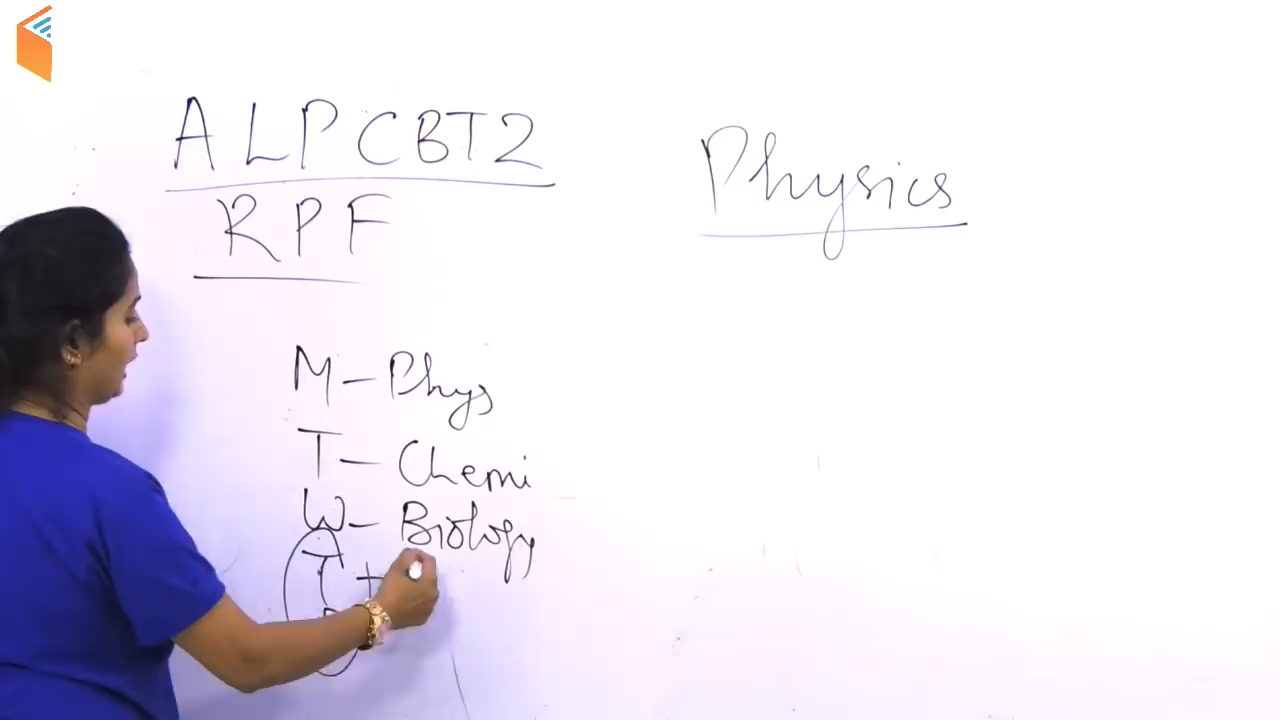 ALP CBT2
RPF
Physics
M - Phys
T - Chemi
W - Biology
T